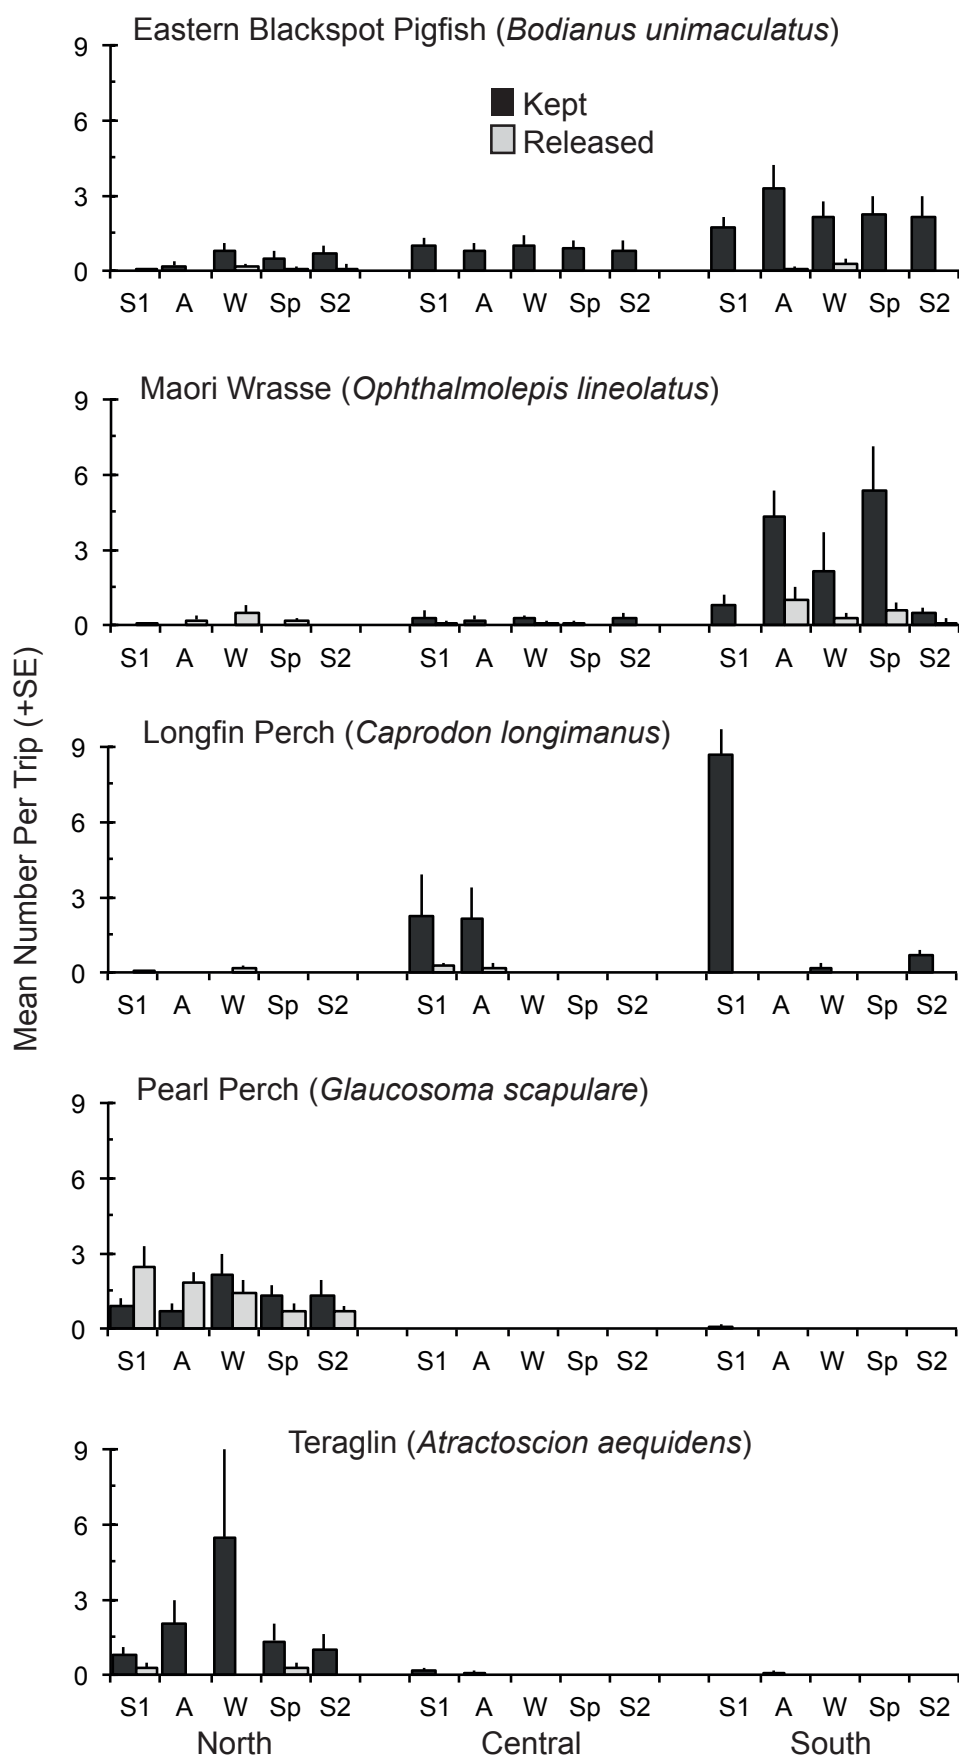 Eastern Blackspot Pigfish (Bodianus unimaculatus)
9
6
3
0
Kept
Released
S1 A W Sp S2 S1 A W Sp S2 S1 A W Sp S2
Maori Wrasse (Ophthalmolepis lineolatus)
9
6
3
0
S1 A W Sp S2 S1 A W Sp S2 S1 A W Sp S2
Mean Number Per Trip (+SE)
Longfin Perch (Caprodon longimanus)
9
6
3
0
S1 A W Sp S2 S1 A W Sp S2 S1 A W Sp S2
Pearl Perch (Glaucosoma scapulare)
9
6
3
0
S1 A W Sp S2 S1 A W Sp S2 S1 A W Sp S2
Teraglin (Atractoscion aequidens)
9
6
3
0
S1 A W Sp S2 S1 A W Sp S2 S1 A W Sp S2
North Central South